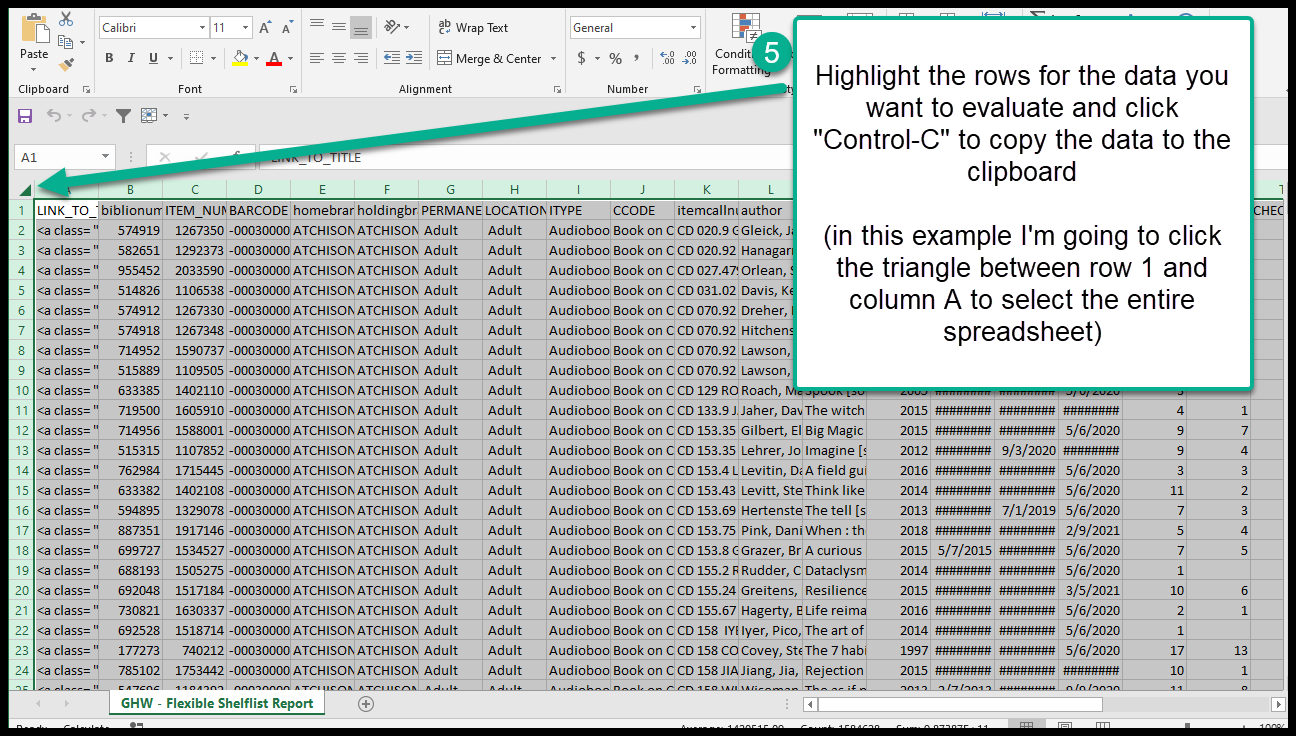 Calibri 11 Wrap Text General
Paste B I U Merge & Center $ % , Formatting
Clipboard Font Alignment Number
5
Highlight the rows for the data you
want to evaluate and click
"Control-C" to copy the data to the
clipboard
(in this example I'm going to click
the triangle between row 1 and
column A to select the entire
spreadsheet)
A1 LINK_TO_TITLE
B C D E F G H I J K L
1 LINK_TO_T biblionum ITEM_NUM BARCODE homebran holdingbr PERMANE LOCATION ITYPE CCODE itemcallnu author CHEC
2 <a class= " 574919 1267350 -00030000 ATCHISON ATCHISON Adult Adult Audioboo Book on C CD 020.9 G Gleick, Ja
3 <a class= " 582651 1292373 -00030000 ATCHISON ATCHISON Adult Adult Audioboo Book on C CD 020.92 Hanagarn
4 <a class= " 955452 2033590 -00030000 ATCHISON ATCHISON Adult Adult Audioboo Book on C CD 027.479 Orlean, S
5 <a class= " 514826 1106538 -00030000 ATCHISON ATCHISON Adult Adult Audioboo Book on C CD 031.02 Davis, Ke
6 <a class= " 574912 1267330 -00030000 ATCHISON ATCHISON Adult Adult Audioboo Book on C CD 070.92 Dreher, 
7 <a class= " 574918 1267348 -00030000 ATCHISON ATCHISON Adult Adult Audioboo Book on C CD 070.92 Hitchens
8 <a class= " 714952 1590737 -00030000 ATCHISON ATCHISON Adult Adult Audioboo Book on C CD 070.92 Lawson,
9 <a class= " 515889 1109505 -00030000 ATCHISON ATCHISON Adult Adult Audioboo Book on C CD 070.92 Lawson,
10 <a class= " 633385 1402110 -00030000 ATCHISON ATCHISON Adult Adult Audioboo Book on C CD 129 RO Roach, Ma Spook [so 2005 ######## ######## 5/6/2020 5
11 <a class= " 719500 1605910 -00030000 ATCHISON ATCHISON Adult Adult Audioboo Book on C CD 133.9 J Jaher, Dav The witch 2015 ######## ######## ######## 4 1
12 <a class= " 714956 1588001 -00030000 ATCHISON ATCHISON Adult Adult Audioboo Book on C CD 153.35 Gilbert, El Big Magic 2015 ######## ######## 5/6/2020 9 7
13 <a class= " 515315 1107852 -00030000 ATCHISON ATCHISON Adult Adult Audioboo Book on C CD 153.35 Lehrer, Jo Imagine [s 2012 ######## 9/3/2020 ######## 9 4
14 <a class= " 762984 1715445 -00030000 ATCHISON ATCHISON Adult Adult Audioboo Book on C CD 153.4 L Levitin, Da A field gui 2016 ######## ######## 5/6/2020 3 3
15 <a class= " 633382 1402108 -00030000 ATCHISON ATCHISON Adult Adult Audioboo Book on C CD 153.43 Levitt, Ste Think like 2014 ######## ######## 5/6/2020 11 2
16 <a class= " 594895 1329078 -00030000 ATCHISON ATCHISON Adult Adult Audioboo Book on C CD 153.69 Hertenste The tell [s 2013 ######## 7/1/2019 5/6/2020 7 3
17 <a class= " 887351 1917146 -00030000 ATCHISON ATCHISON Adult Adult Audioboo Book on C CD 153.75 Pink, Dani When : th 2018 ######## ######## 2/9/2021 5 4
18 <a class= " 699727 1534527 -00030000 ATCHISON ATCHISON Adult Adult Audioboo Book on C CD 153.8 G Grazer, Br A curious 2015 5/7/2015 ######## 5/6/2020 7 5
19 <a class= " 688193 1505275 -00030000 ATCHISON ATCHISON Adult Adult Audioboo Book on C CD 155.2 R Rudder, C Dataclysm 2014 ######## ######## 5/6/2020 1
20 <a class= " 692048 1517184 -00030000 ATCHISON ATCHISON Adult Adult Audioboo Book on C CD 155.24 Greitens, Resilience 2015 ######## ######## 3/5/2021 10 6
21 <a class= " 730821 1630337 -00030000 ATCHISON ATCHISON Adult Adult Audioboo Book on C CD 155.67 Hagerty, B Life reima 2016 ######## ######## 5/6/2020 2 1
22 <a class= " 692528 1518714 -00030000 ATCHISON ATCHISON Adult Adult Audioboo Book on C CD 158 IYE Iyer, Pico, The art of 2014 ######## ######## 5/6/2020 1
23 <a class= " 177273 740212 -00030000 ATCHISON ATCHISON Adult Adult Audioboo Book on C CD 158 CO Covey, Ste The 7 habi 1997 ######## ######## 5/6/2020 17 13
24 <a class= " 785102 1753442 -00030000 ATCHISON ATCHISON Adult Adult Audioboo Book on C CD 158 JIA Jiang, Jia, Rejection 2015 ######## ######## ######## 10 1
GHW - Flexible Shelflist Report